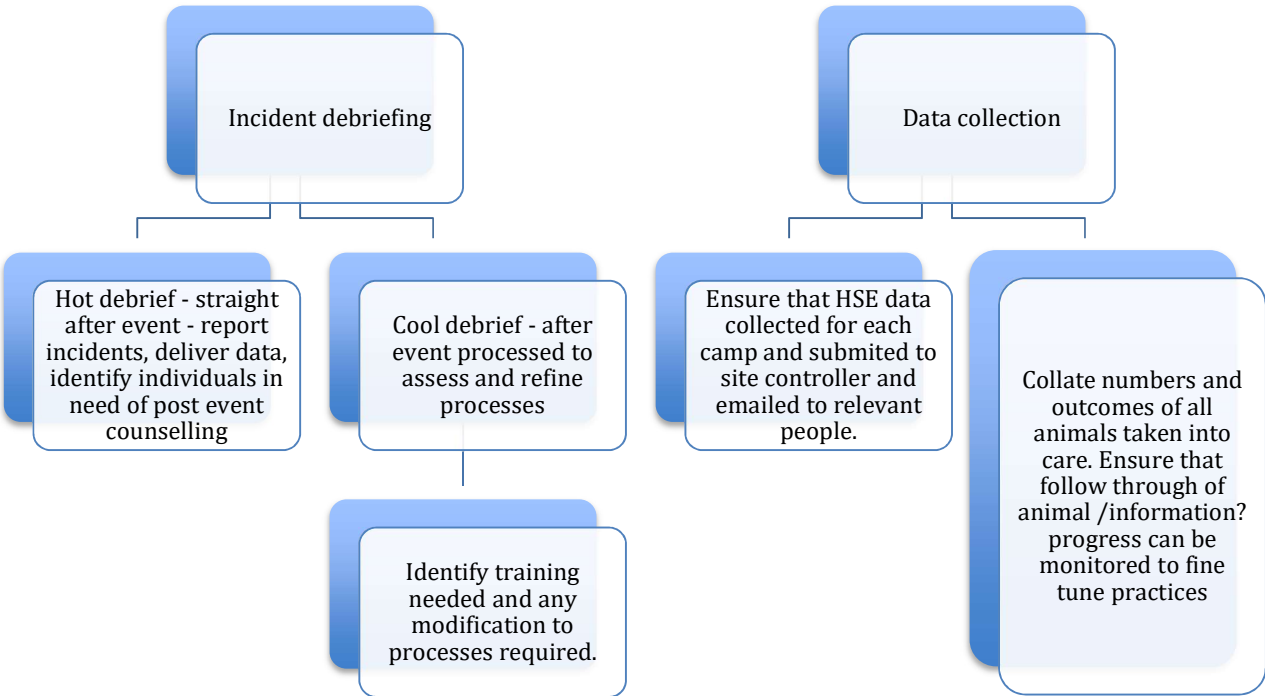 Incident debriefing
Data collection
Hot debrief - straight
after event - report
incidents, deliver data,
identify individuals in
need of post event
counselling
Cool debrief - after
event processed to
assess and refine
processes
Ensure that HSE data
collected for each
camp and submited to
site controller and
emailed to relevant
people.
Collate numbers and
outcomes of all
animals taken into
care. Ensure that
follow through of
animal /information?
progress can be
monitored to fine
tune practices
Identify training
needed and any
modification to
processes required.